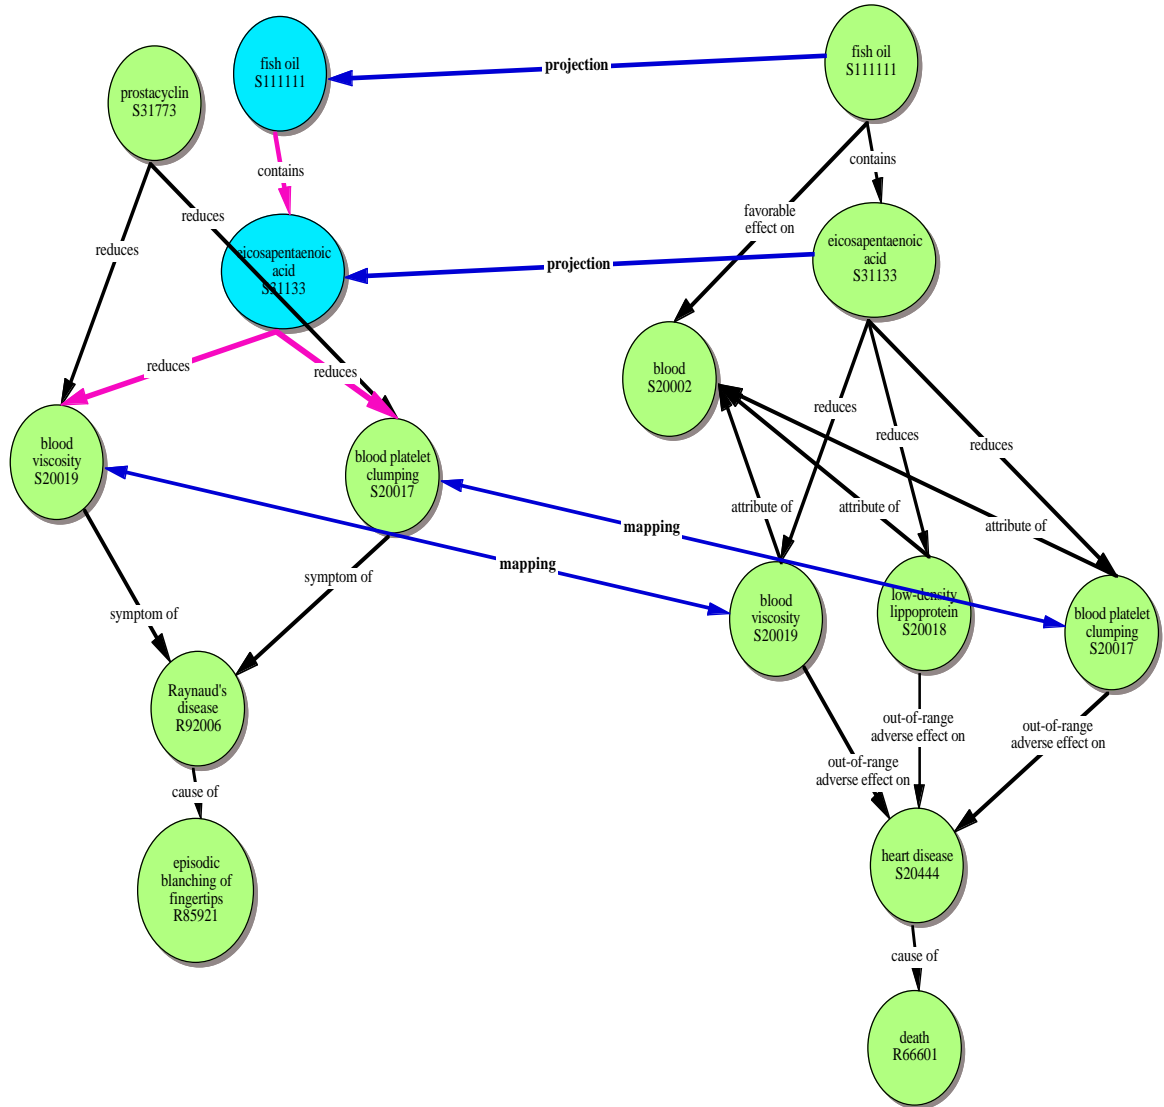 fish oil
S111111
fish oil
S111111
projection
prostacyclin
S31773
contains
contains
reduces
favorable
effect on
reduces
eicosapentaenoic
acid
S31133
projection
eicosapentaenoic
acid
S31133
reduces
reduces
blood
S20002
reduces
reduces
reduces
blood
viscosity
S20019
blood platelet
clumping
S20017
attribute of
attribute of
attribute of
mapping
mapping
symptom of
symptom of
blood
viscosity
S20019
low-density
lippoprotein
S20018
blood platelet
clumping
S20017
Raynaud's
disease
R92006
out-of-range
adverse effect on
out-of-range
adverse effect on
out-of-range
adverse effect on
cause of
episodic
blanching of
fingertips
R85921
heart disease
S20444
cause of
death
R66601